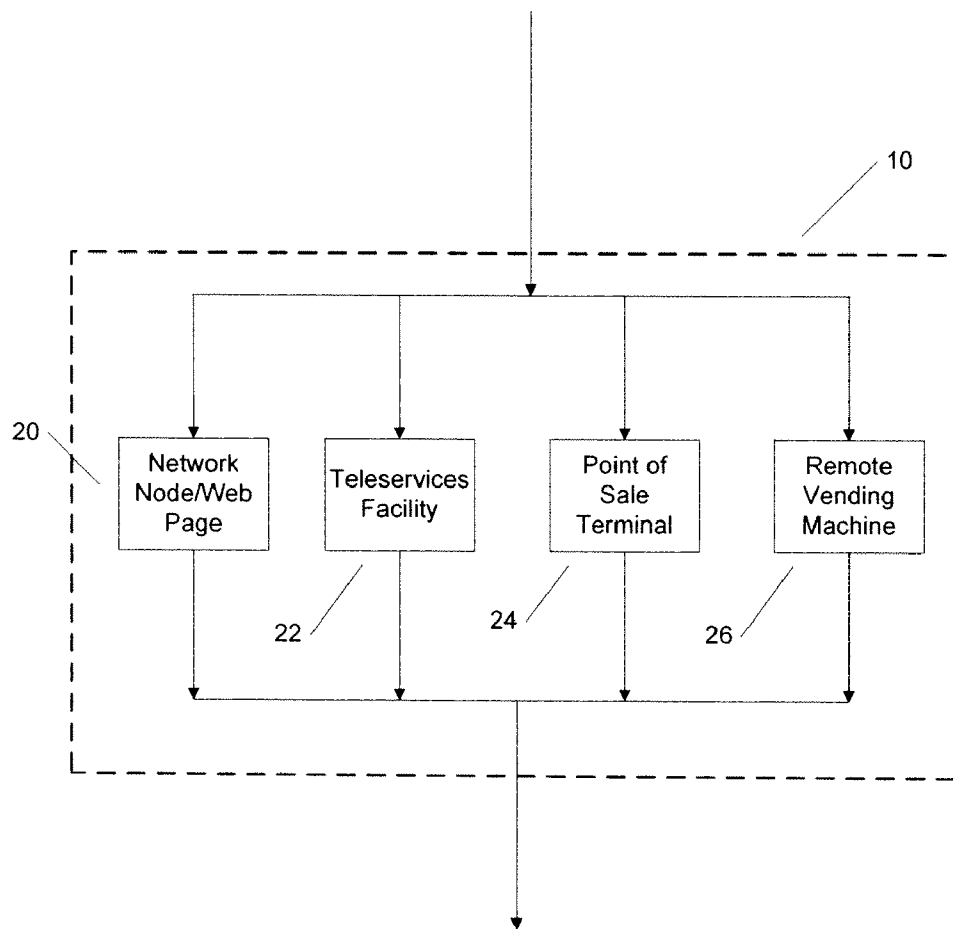 10
20
Network
Node/Web
Page
Teleservices
Facility
Point of
Sale
Terminal
Remote
Vending
Machine
22
24
26